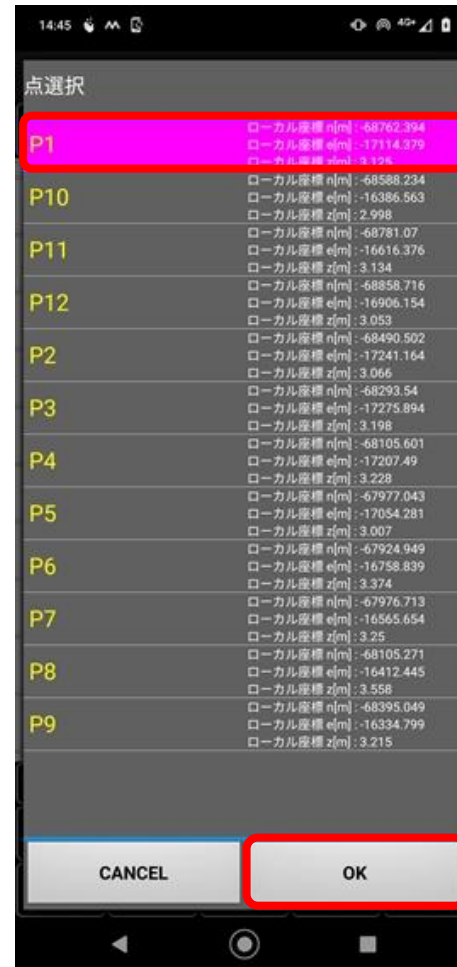 14:45
4G+
点選択
P1
ローカル座標 n[m] : -68762.394
ローカル座標 e[m] : -17114.379
ローカル座標 z[m] : 3.125
P10
ローカル座標 n[m] : -68588.234
ローカル座標 e[m] : -16386.563
ローカル座標 z[m] : 2.998
P11
ローカル座標 n[m] : -68781.07
ローカル座標 e[m] : -16616.376
ローカル座標 z[m] : 3.134
P12
ローカル座標 n[m] : -68858.716
ローカル座標 e[m] : -16906.154
ローカル座標 z[m] : 3.053
P2
ローカル座標 n[m] : -68490.502
ローカル座標 e[m] : -17241.164
ローカル座標 z[m] : 3.066
P3
ローカル座標 n[m] : -68293.54
ローカル座標 e[m] : -17275.894
ローカル座標 z[m] : 3.198
P4
ローカル座標 n[m] : -68105.601
ローカル座標 e[m] : -17207.49
ローカル座標 z[m] : 3.228
P5
ローカル座標 n[m] : -67977.043
ローカル座標 e[m] : -17054.281
ローカル座標 z[m] : 3.007
P6
ローカル座標 n[m] : -67924.949
ローカル座標 e[m] : -16758.839
ローカル座標 z[m] : 3.374
P7
ローカル座標 n[m] : -67976.713
ローカル座標 e[m] : -16565.654
ローカル座標 z[m] : 3.25
P8
ローカル座標 n[m] : -68105.271
ローカル座標 e[m] : -16412.445
ローカル座標 z[m] : 3.558
P9
ローカル座標 n[m] : -68395.049
ローカル座標 e[m] : -16334.799
ローカル座標 z[m] : 3.215
CANCEL
OK